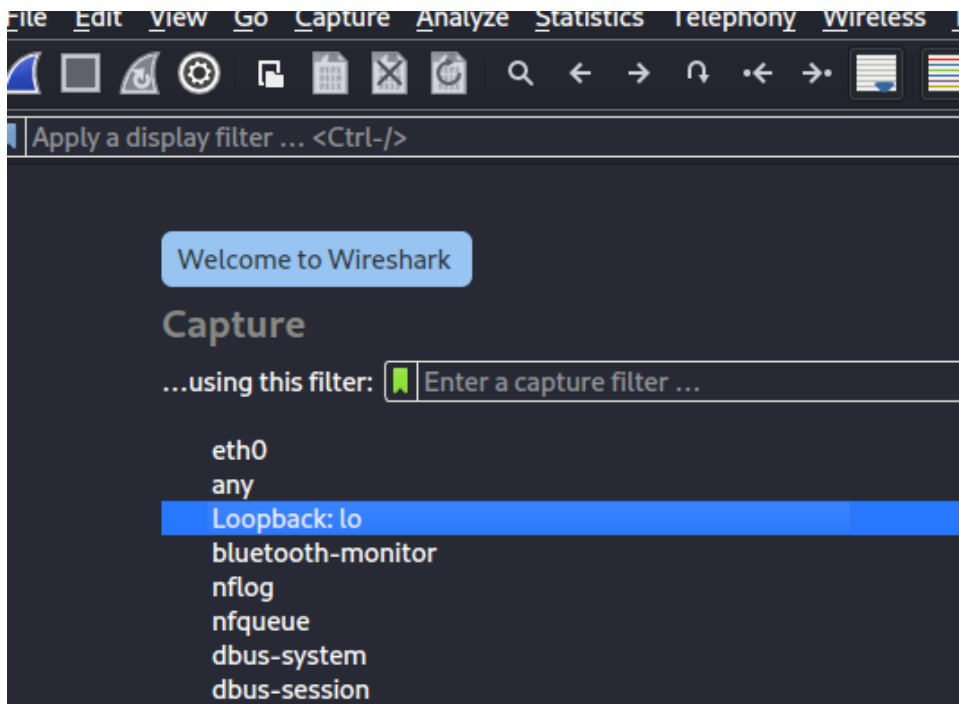 File Edit View Go Capture Analyze Statistics Telephony Wireless
Apply a display filter … <Ctrl-/>
Welcome to Wireshark
Capture
…using this filter: Enter a capture filter …
eth0
any
Loopback: lo
bluetooth-monitor
nflog
nfqueue
dbus-system
dbus-session